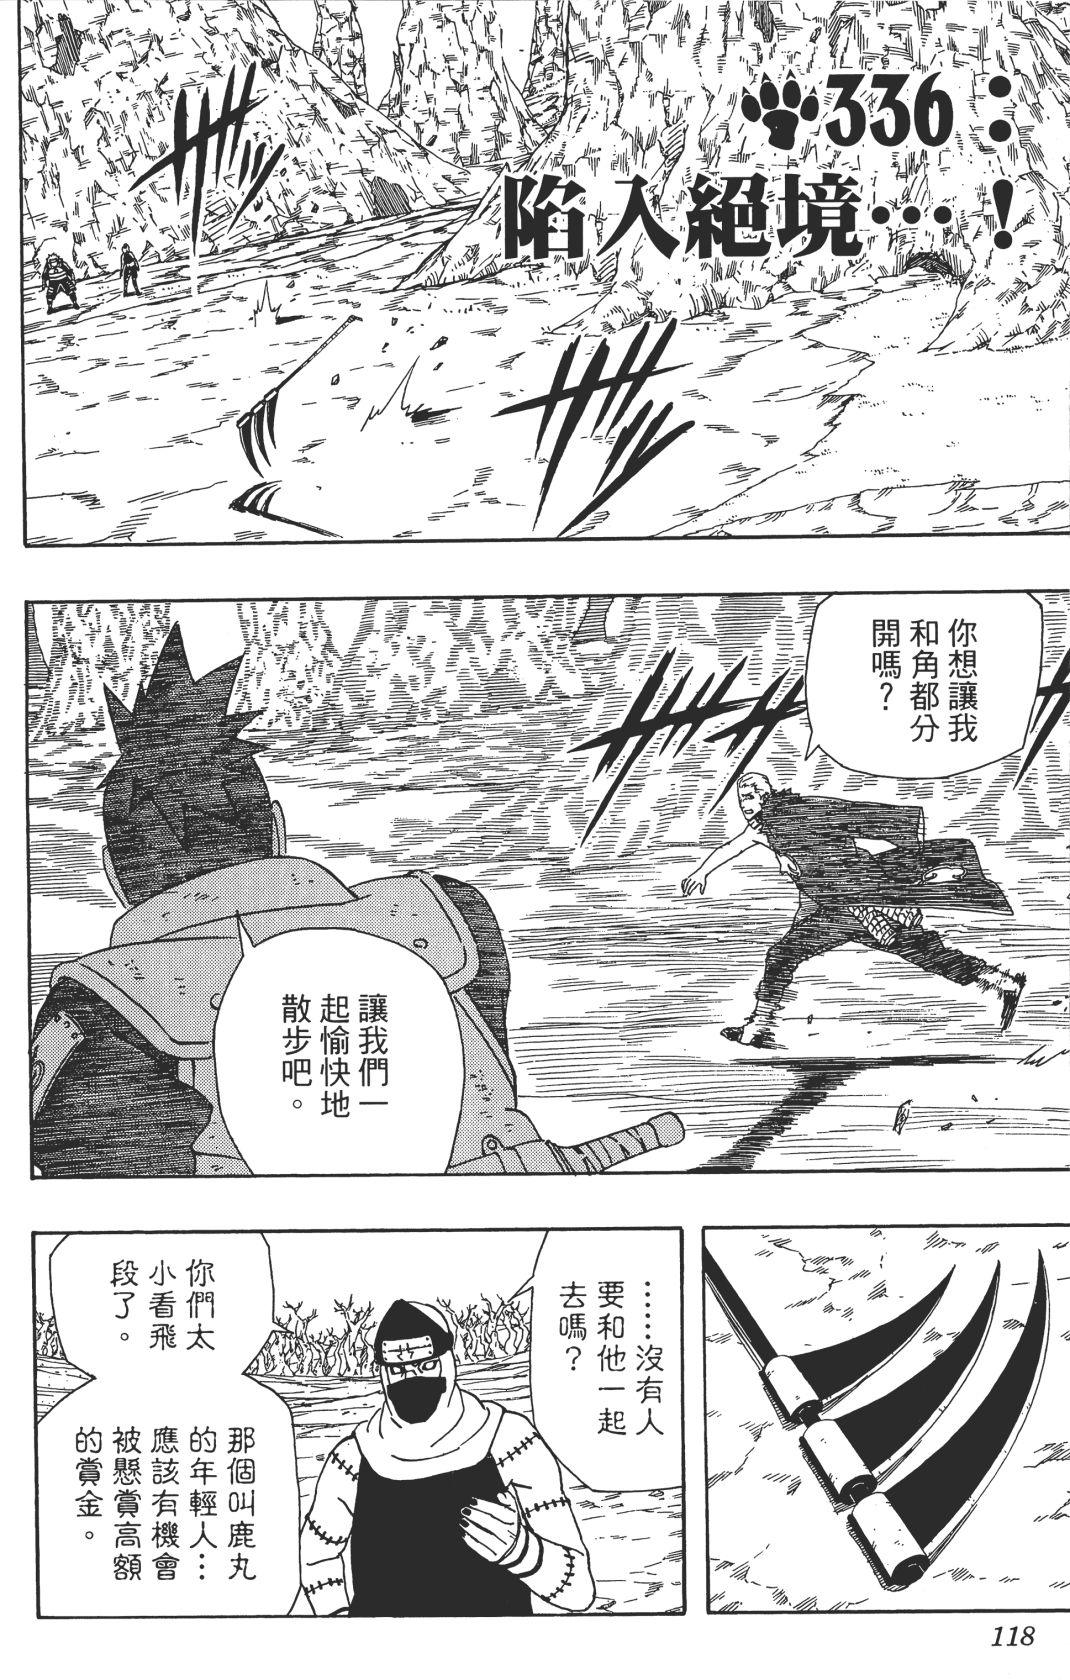 336：
陷入絕境…！
你想讓我
和角都分
開嗎？
讓我們一
起愉快地
散步吧。
……沒有人
要和他一起
去嗎？
你們太
小看飛
段了。
那個叫鹿丸
的年輕人…
應該有機會
被懸賞高額
的賞金。
118